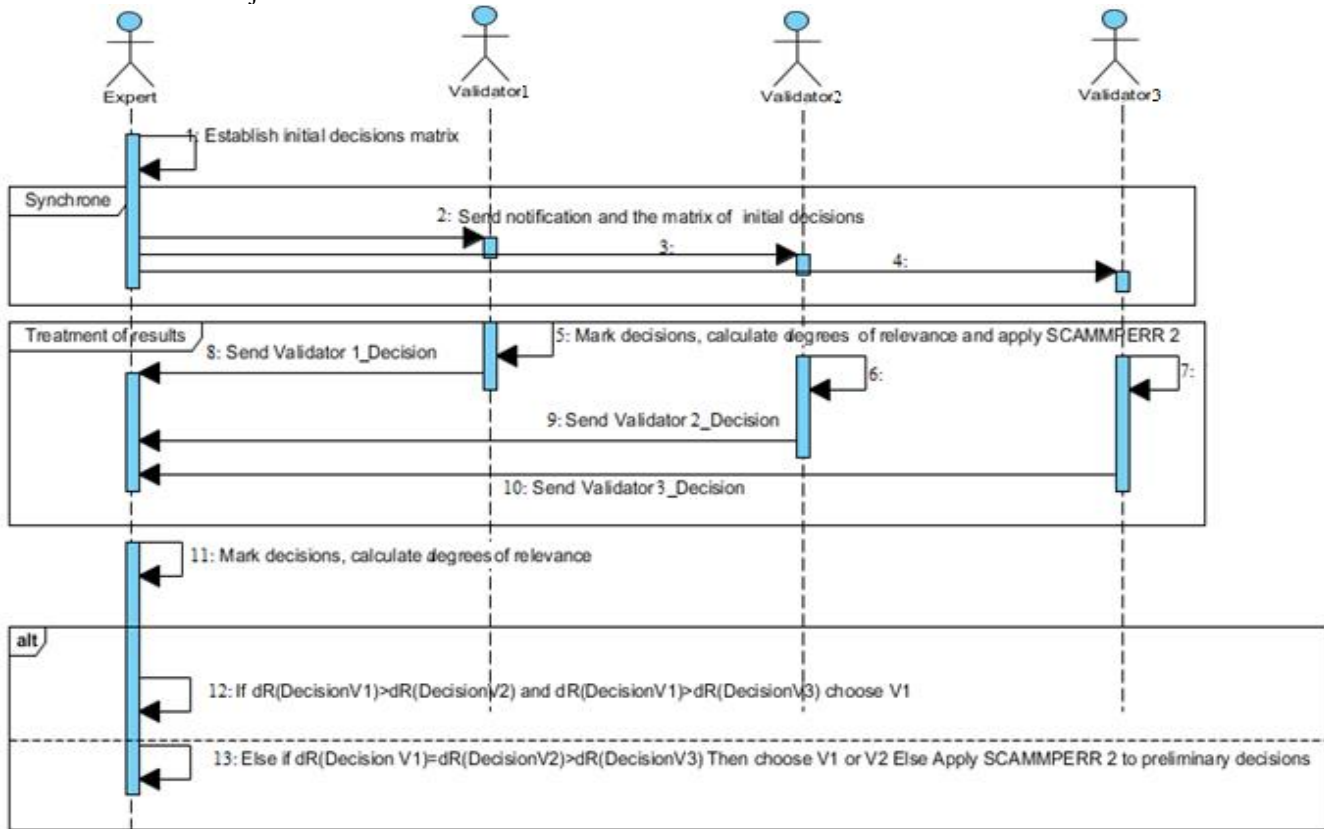 Expert
Validator1
Validator2
Validator3
1: Establish initial decisions matrix
Synchrone
2: Send notification and the matrix of initial decisions
3:
4:
Treatment of results
5: Mark decisions, calculate degrees of relevance and apply SCAMMPERR 2
8: Send Validator 1_Decision
6:
7:
9: Send Validator 2_Decision
10: Send Validator3_Decision
11: Mark decisions, calculate degrees of relevance
alt
12: If dR(DecisionV1)>dR(DecisionV2) and dR(DecisionV1)>dR(DecisionV3) choose V1
13: Else if dR(Decision V1)=dR(DecisionV2)>dR(DecisionV3) Then choose V1 or V2 Else Apply SCAMMPERR 2 to preliminary decisions